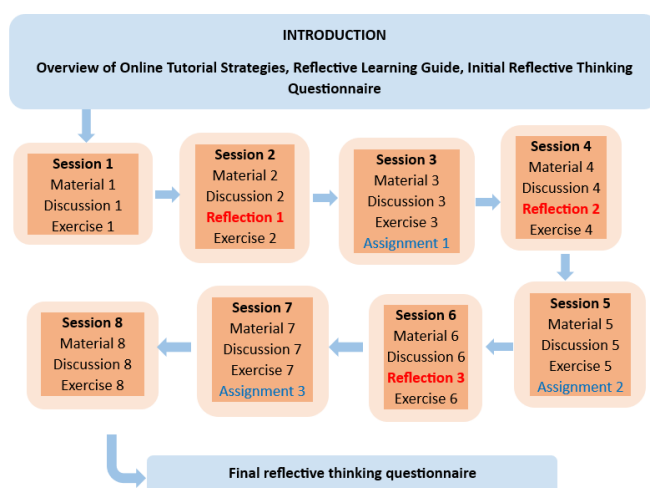 INTRODUCTION
Overview of Online Tutorial Strategies, Reflective Learning Guide, Initial Reflective Thinking
Questionnaire
Session 1
Material 1
Discussion 1
Exercise 1
Session 2
Material 2
Discussion 2
Reflection 1
Exercise 2
Session 3
Material 3
Discussion 3
Exercise 3
Assignment 1
Session 4
Material 4
Discussion 4
Reflection 2
Exercise 4
Session 5
Material 5
Discussion 5
Exercise 5
Assignment 2
Session 6
Material 6
Discussion 6
Reflection 3
Exercise 6
Session 7
Material 7
Discussion 7
Exercise 7
Assignment 3
Session 8
Material 8
Discussion 8
Exercise 8
Final reflective thinking questionnaire